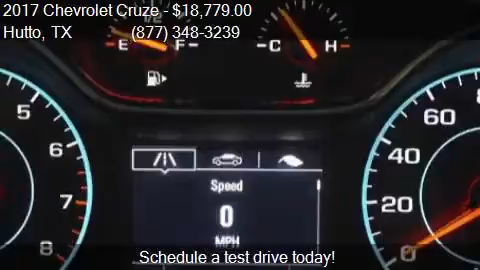 2017 Chevrolet Cruze - $18,779.00
Hutto, TX (877) 348-3239
E F
C H
5
6
7
8
60
40
20
0
Speed
0
MPH
Schedule a test drive today!